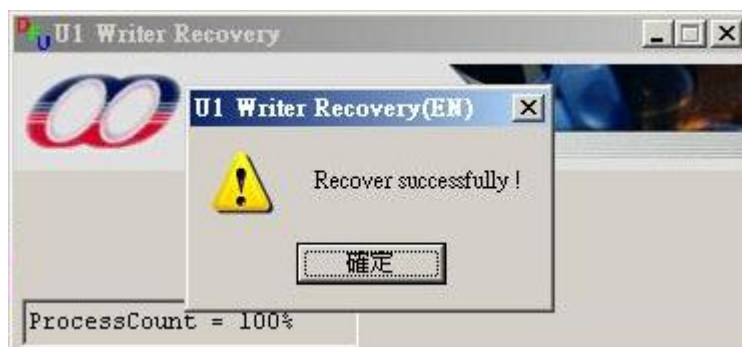 U1 Writer Recovery
U1 Writer Recovery(EN)
Recover successfully !
確定
ProcessCount = 100%